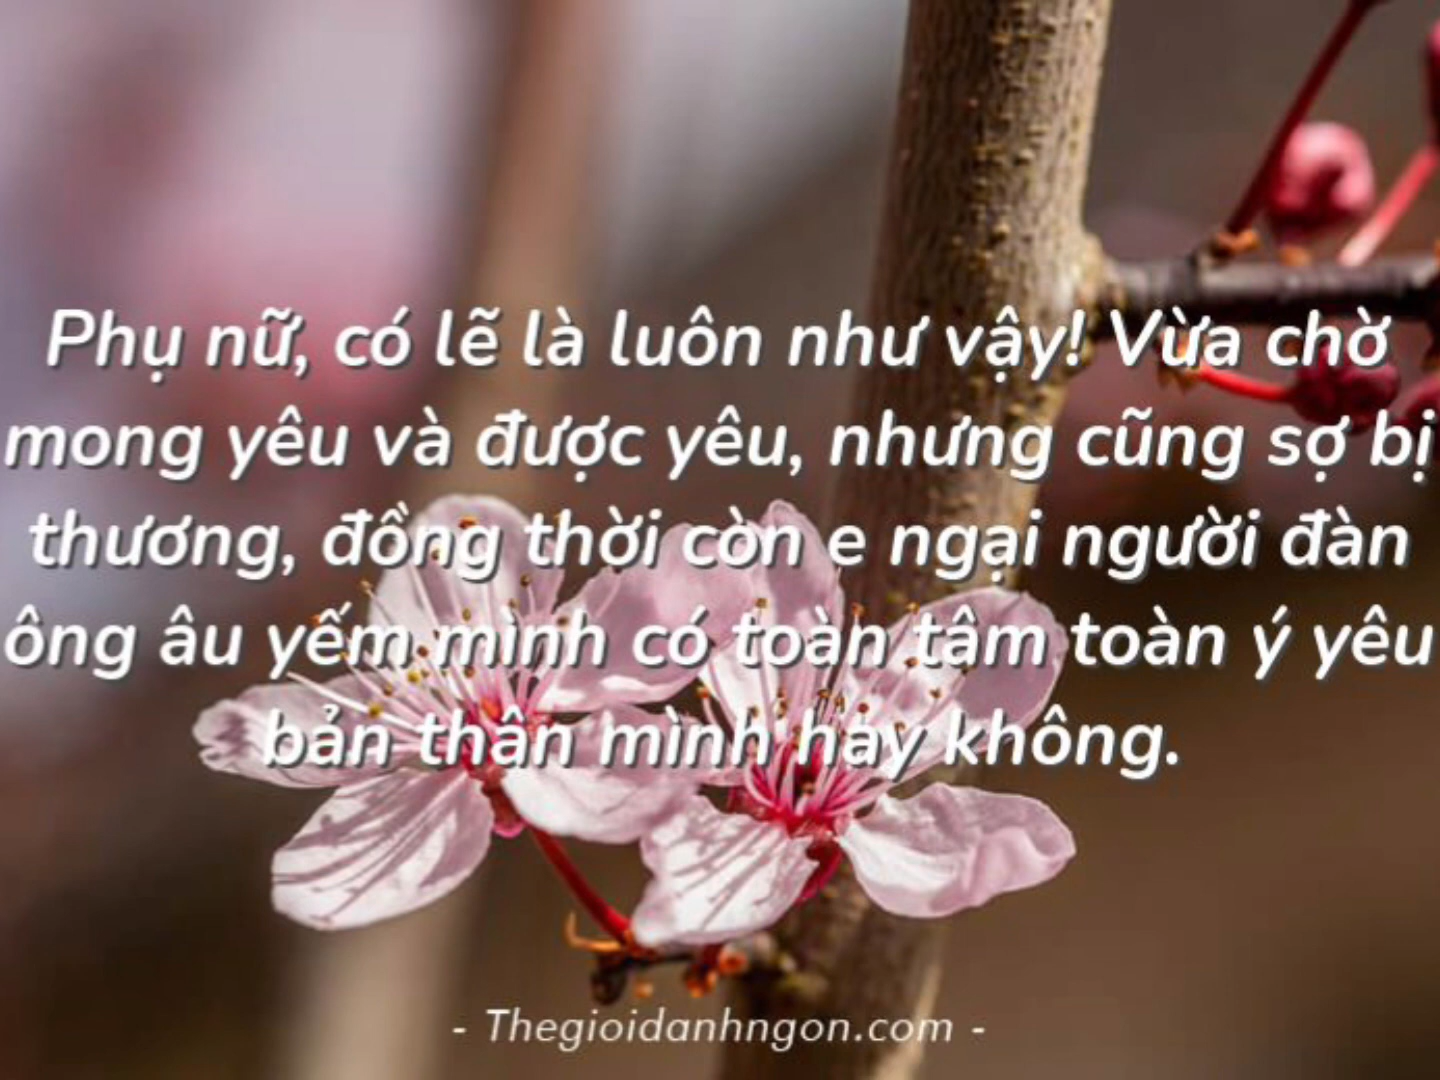 Phụ nữ, có lẽ là luôn như vậy! Vừa chờ
mong yêu và được yêu, nhưng cũng sợ bị
thương, đồng thời còn e ngại người đàn
ông âu yếm mình có toàn tâm toàn ý yêu
bản thân mình hay không.
- Thegioidanhngon.com -